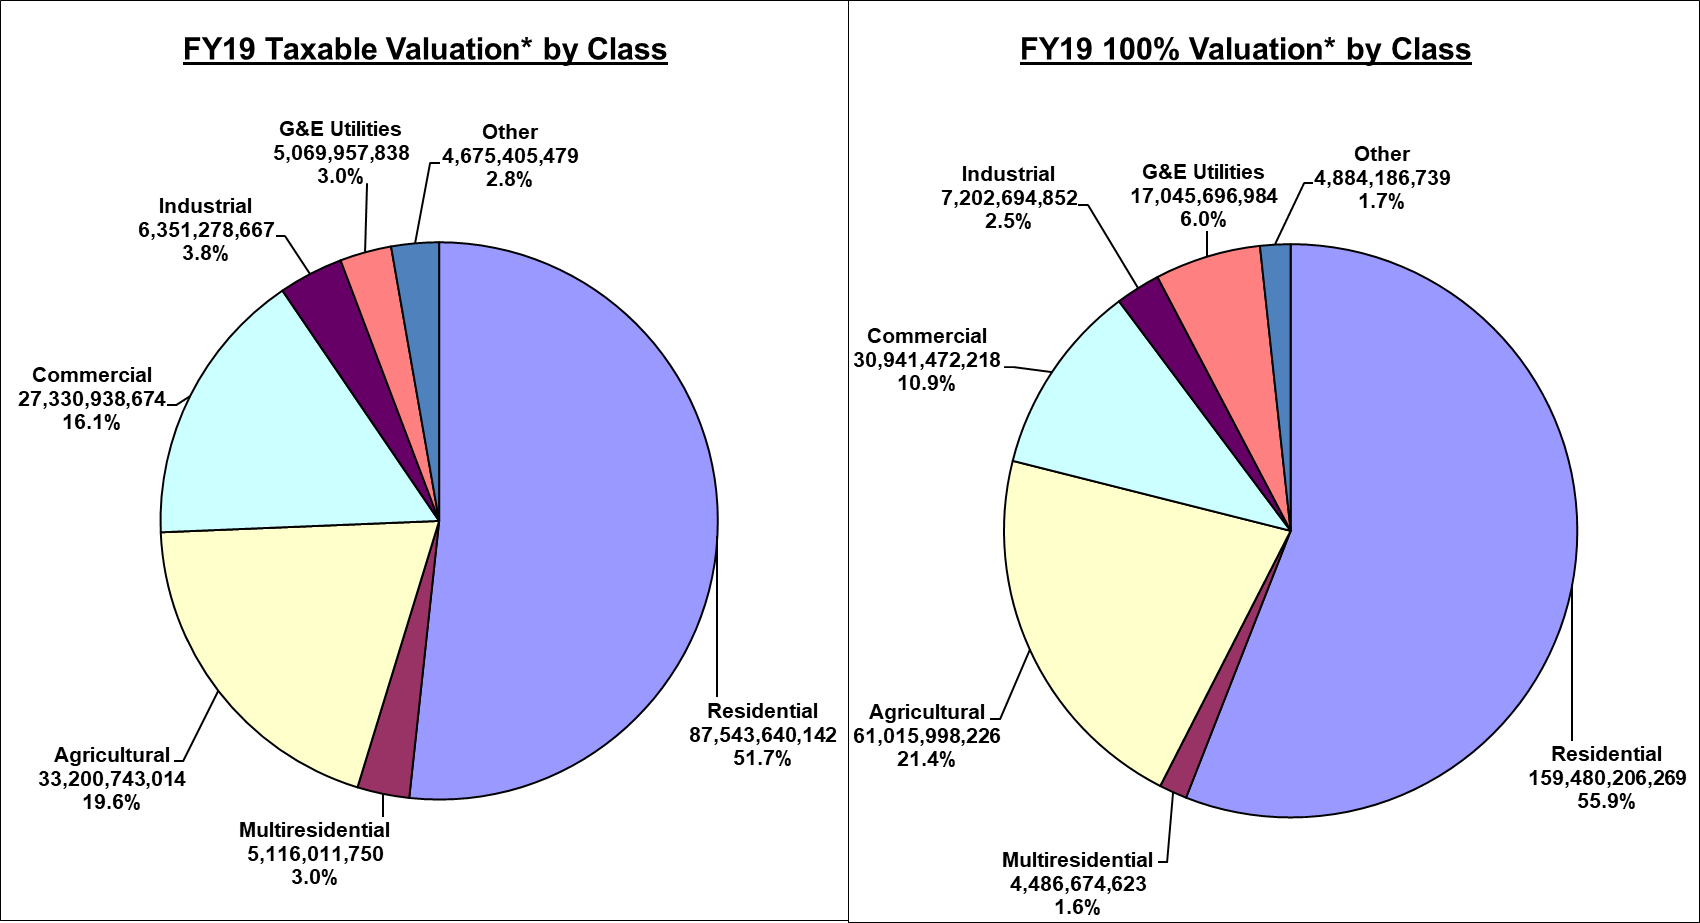 FY19 Taxable Valuation* by Class
G&E Utilities
5,069,957,838
3.0%
Other
4,675,405,479
2.8%
Industrial
6,351,278,667
3.8%
Commercial
27,330,938,674
16.1%
Agricultural
33,200,743,014
19.6%
Multiresidential
5,116,011,750
3.0%
Residential
87,543,640,142
51.7%
FY19 100% Valuation* by Class
Industrial
7,202,694,852
2.5%
G&E Utilities
17,045,696,984
6.0%
Other
4,884,186,739
1.7%
Commercial
30,941,472,218
10.9%
Agricultural
61,015,998,226
21.4%
Multiresidential
4,486,674,623
1.6%
Residential
159,480,206,269
55.9%